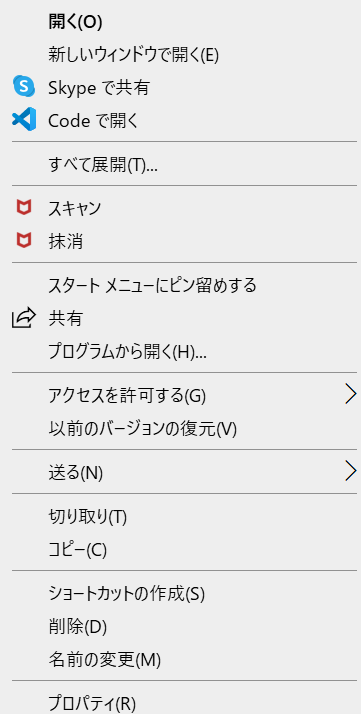 開く(O)
新しいウィンドウで開く(E)
Skype で共有
Code で開く
すべて展開(T)...
スキャン
抹消
スタート メニューにピン留めする
共有
プログラムから開く(H)...
アクセスを許可する(G)
以前のバージョンの復元(V)
送る(N)
切り取り(T)
コピー(C)
ショートカットの作成(S)
削除(D)
名前の変更(M)
プロパティ(R)